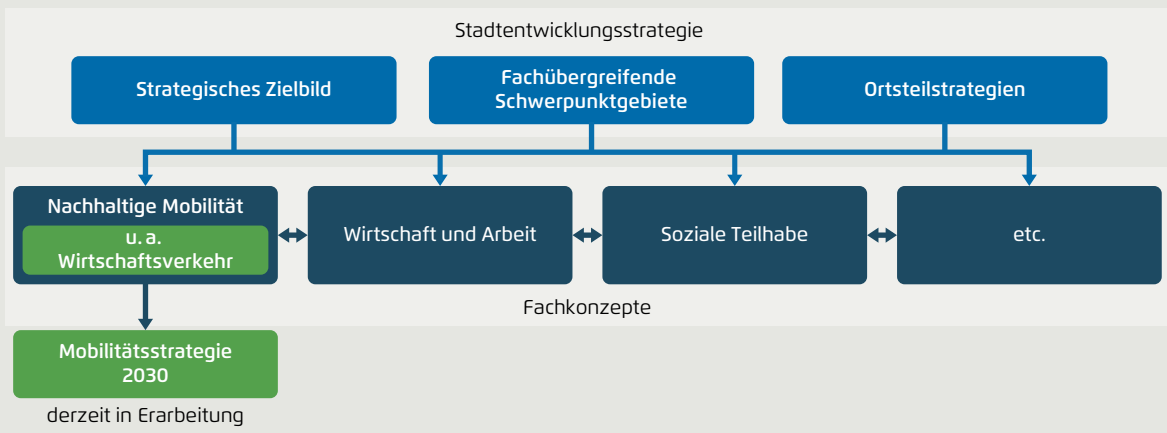 Stadtentwicklungsstrategie
Strategisches Zielbild
Fachübergreifende
Schwerpunktgebiete
Ortsteilstrategien
Nachhaltige Mobilität
u. a.
Wirtschaftsverkehr
Wirtschaft und Arbeit
Soziale Teilhabe
etc.
Fachkonzepte
Mobilitätsstrategie
2030
derzeit in Erarbeitung